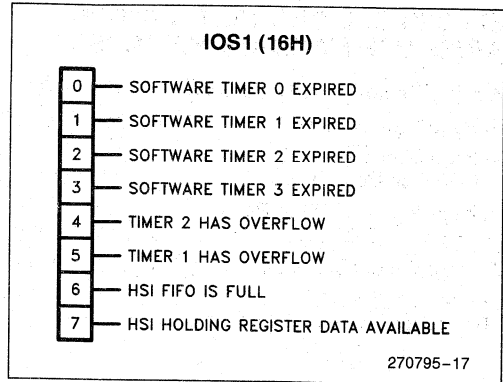 IOS1 (16H)
0 SOFTWARE TIMER 0 EXPIRED
1 SOFTWARE TIMER 1 EXPIRED
2 SOFTWARE TIMER 2 EXPIRED
3 SOFTWARE TIMER 3 EXPIRED
4 TIMER 2 HAS OVERFLOW
5 TIMER 1 HAS OVERFLOW
6 HSI FIFO IS FULL
7 HSI HOLDING REGISTER DATA AVAILABLE
270795-17